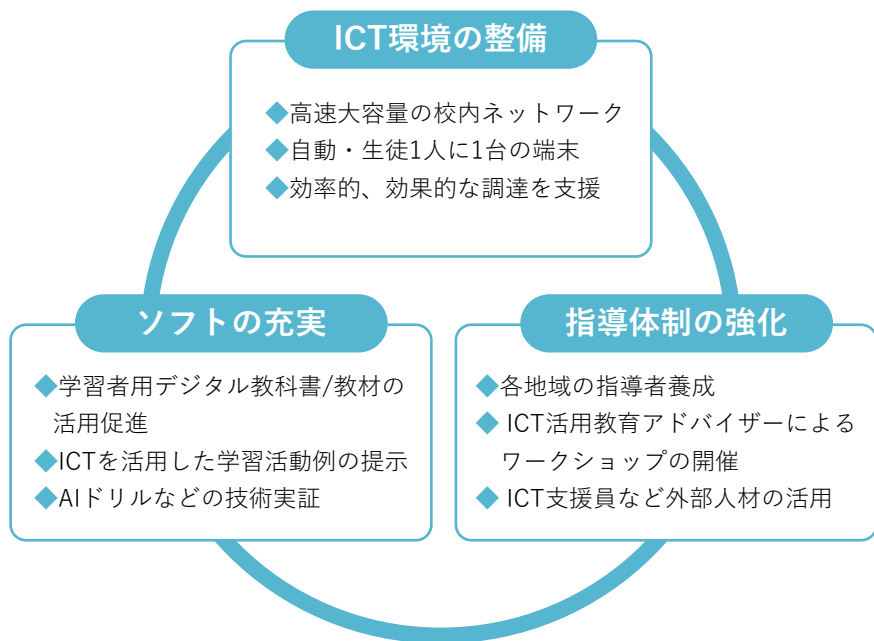 ICT環境の整備
◆高速大容量の校内ネットワーク
◆自動・生徒1人に1台の端末
◆効率的、効果的な調達を支援
ソフトの充実
◆学習者用デジタル教科書/教材の
活用促進
◆ICTを活用した学習活動例の提示
◆AIドリルなどの技術実証
指導体制の強化
◆各地域の指導者養成
◆ ICT活用教育アドバイザーによる
ワークショップの開催
◆ ICT支援員など外部人材の活用